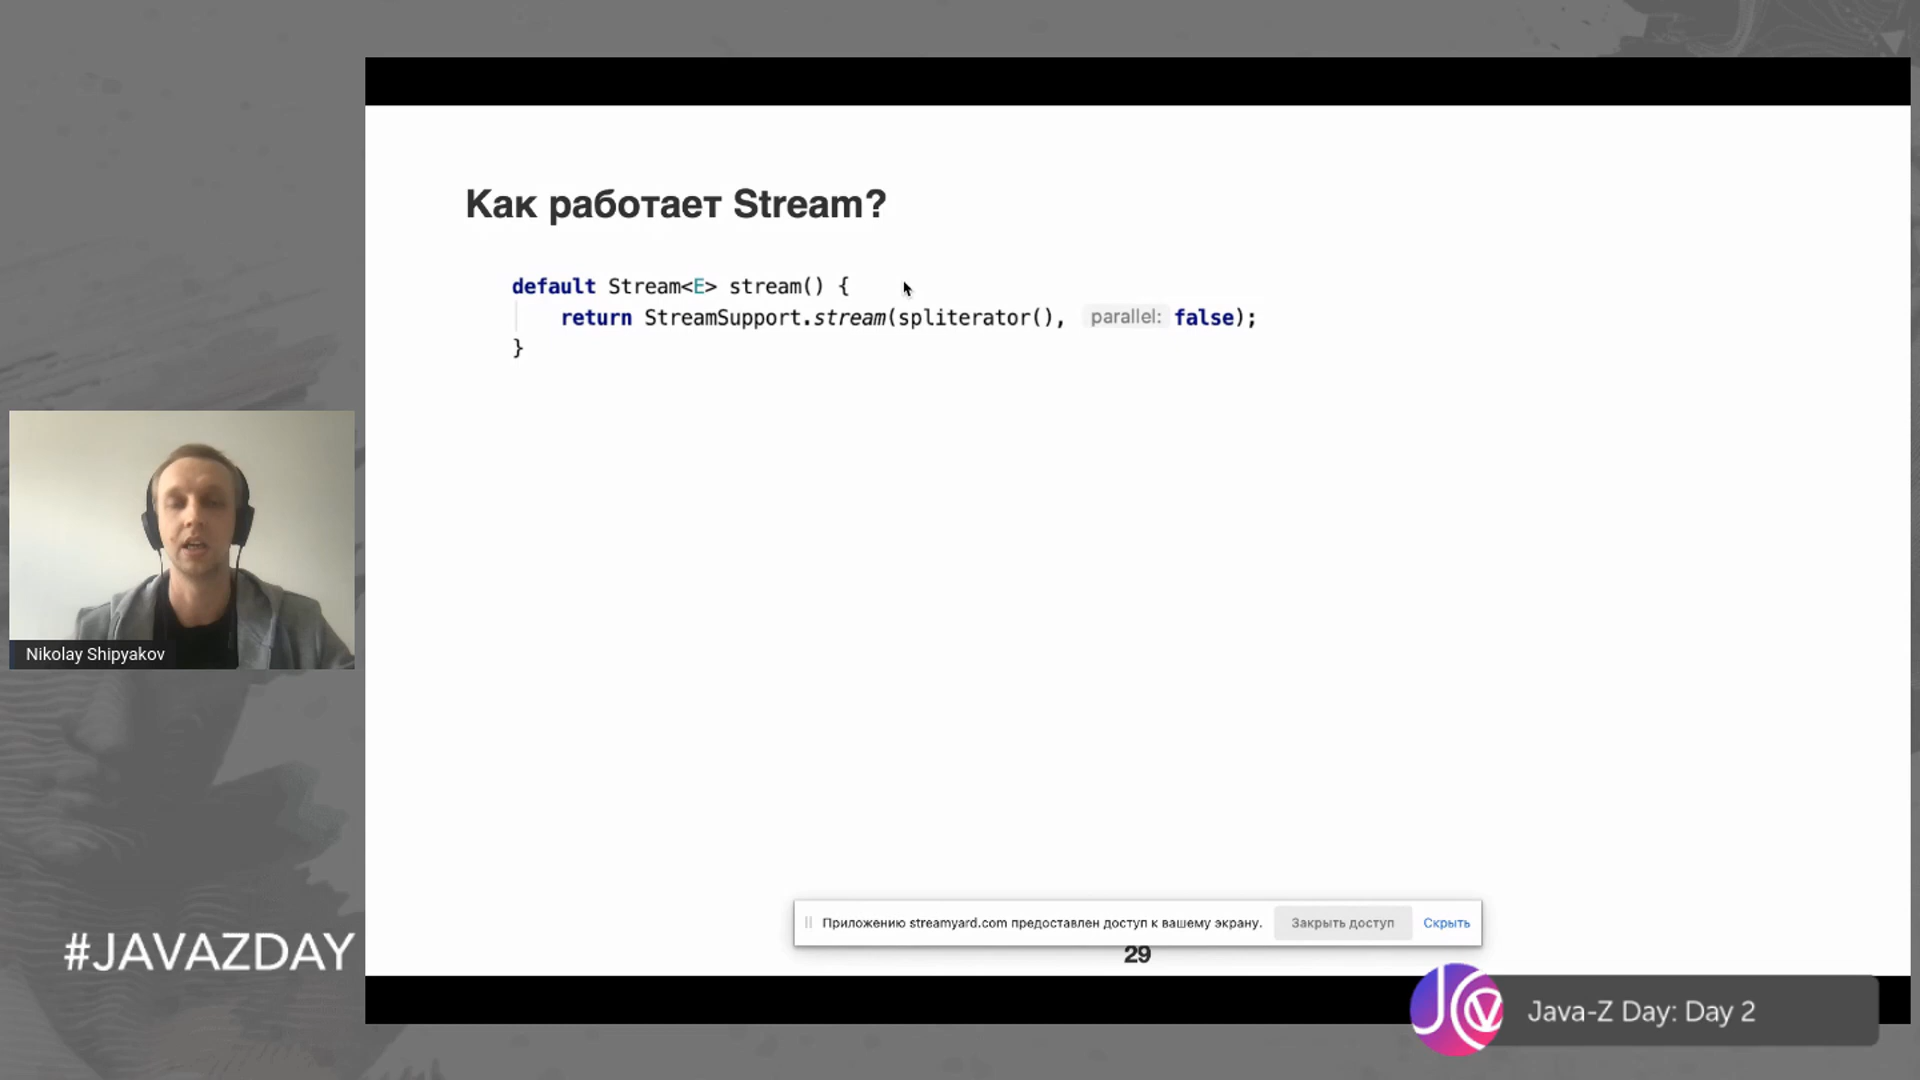 Как работает Stream?
default Stream<E> stream() {
return StreamSupport.stream(spliterator(), parallel: false);
}
Nikolay Shipyakov
Приложению streamyard.com предоставлен доступ к вашему экрану. Закрыть доступ Скрыть
29
#JAVAZDAY
Java-Z Day: Day 2